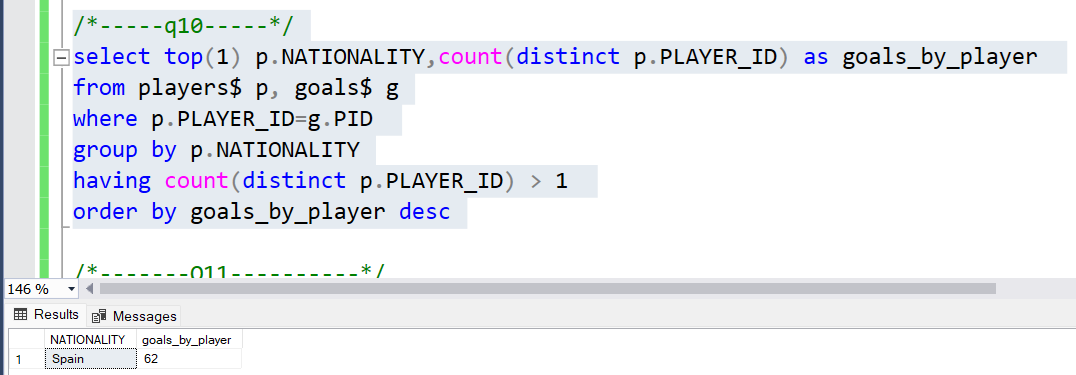 /*-----q10-----*/
select top(1) p.NATIONALITY,count(distinct p.PLAYER_ID) as goals_by_player
from players$ p, goals$ g
where p.PLAYER_ID=g.PID
group by p.NATIONALITY
having count(distinct p.PLAYER_ID) > 1
order by goals_by_player desc
/*-------Q11----------*/
146 %
Results Messages
NATIONALITY goals_by_player
1 Spain 62